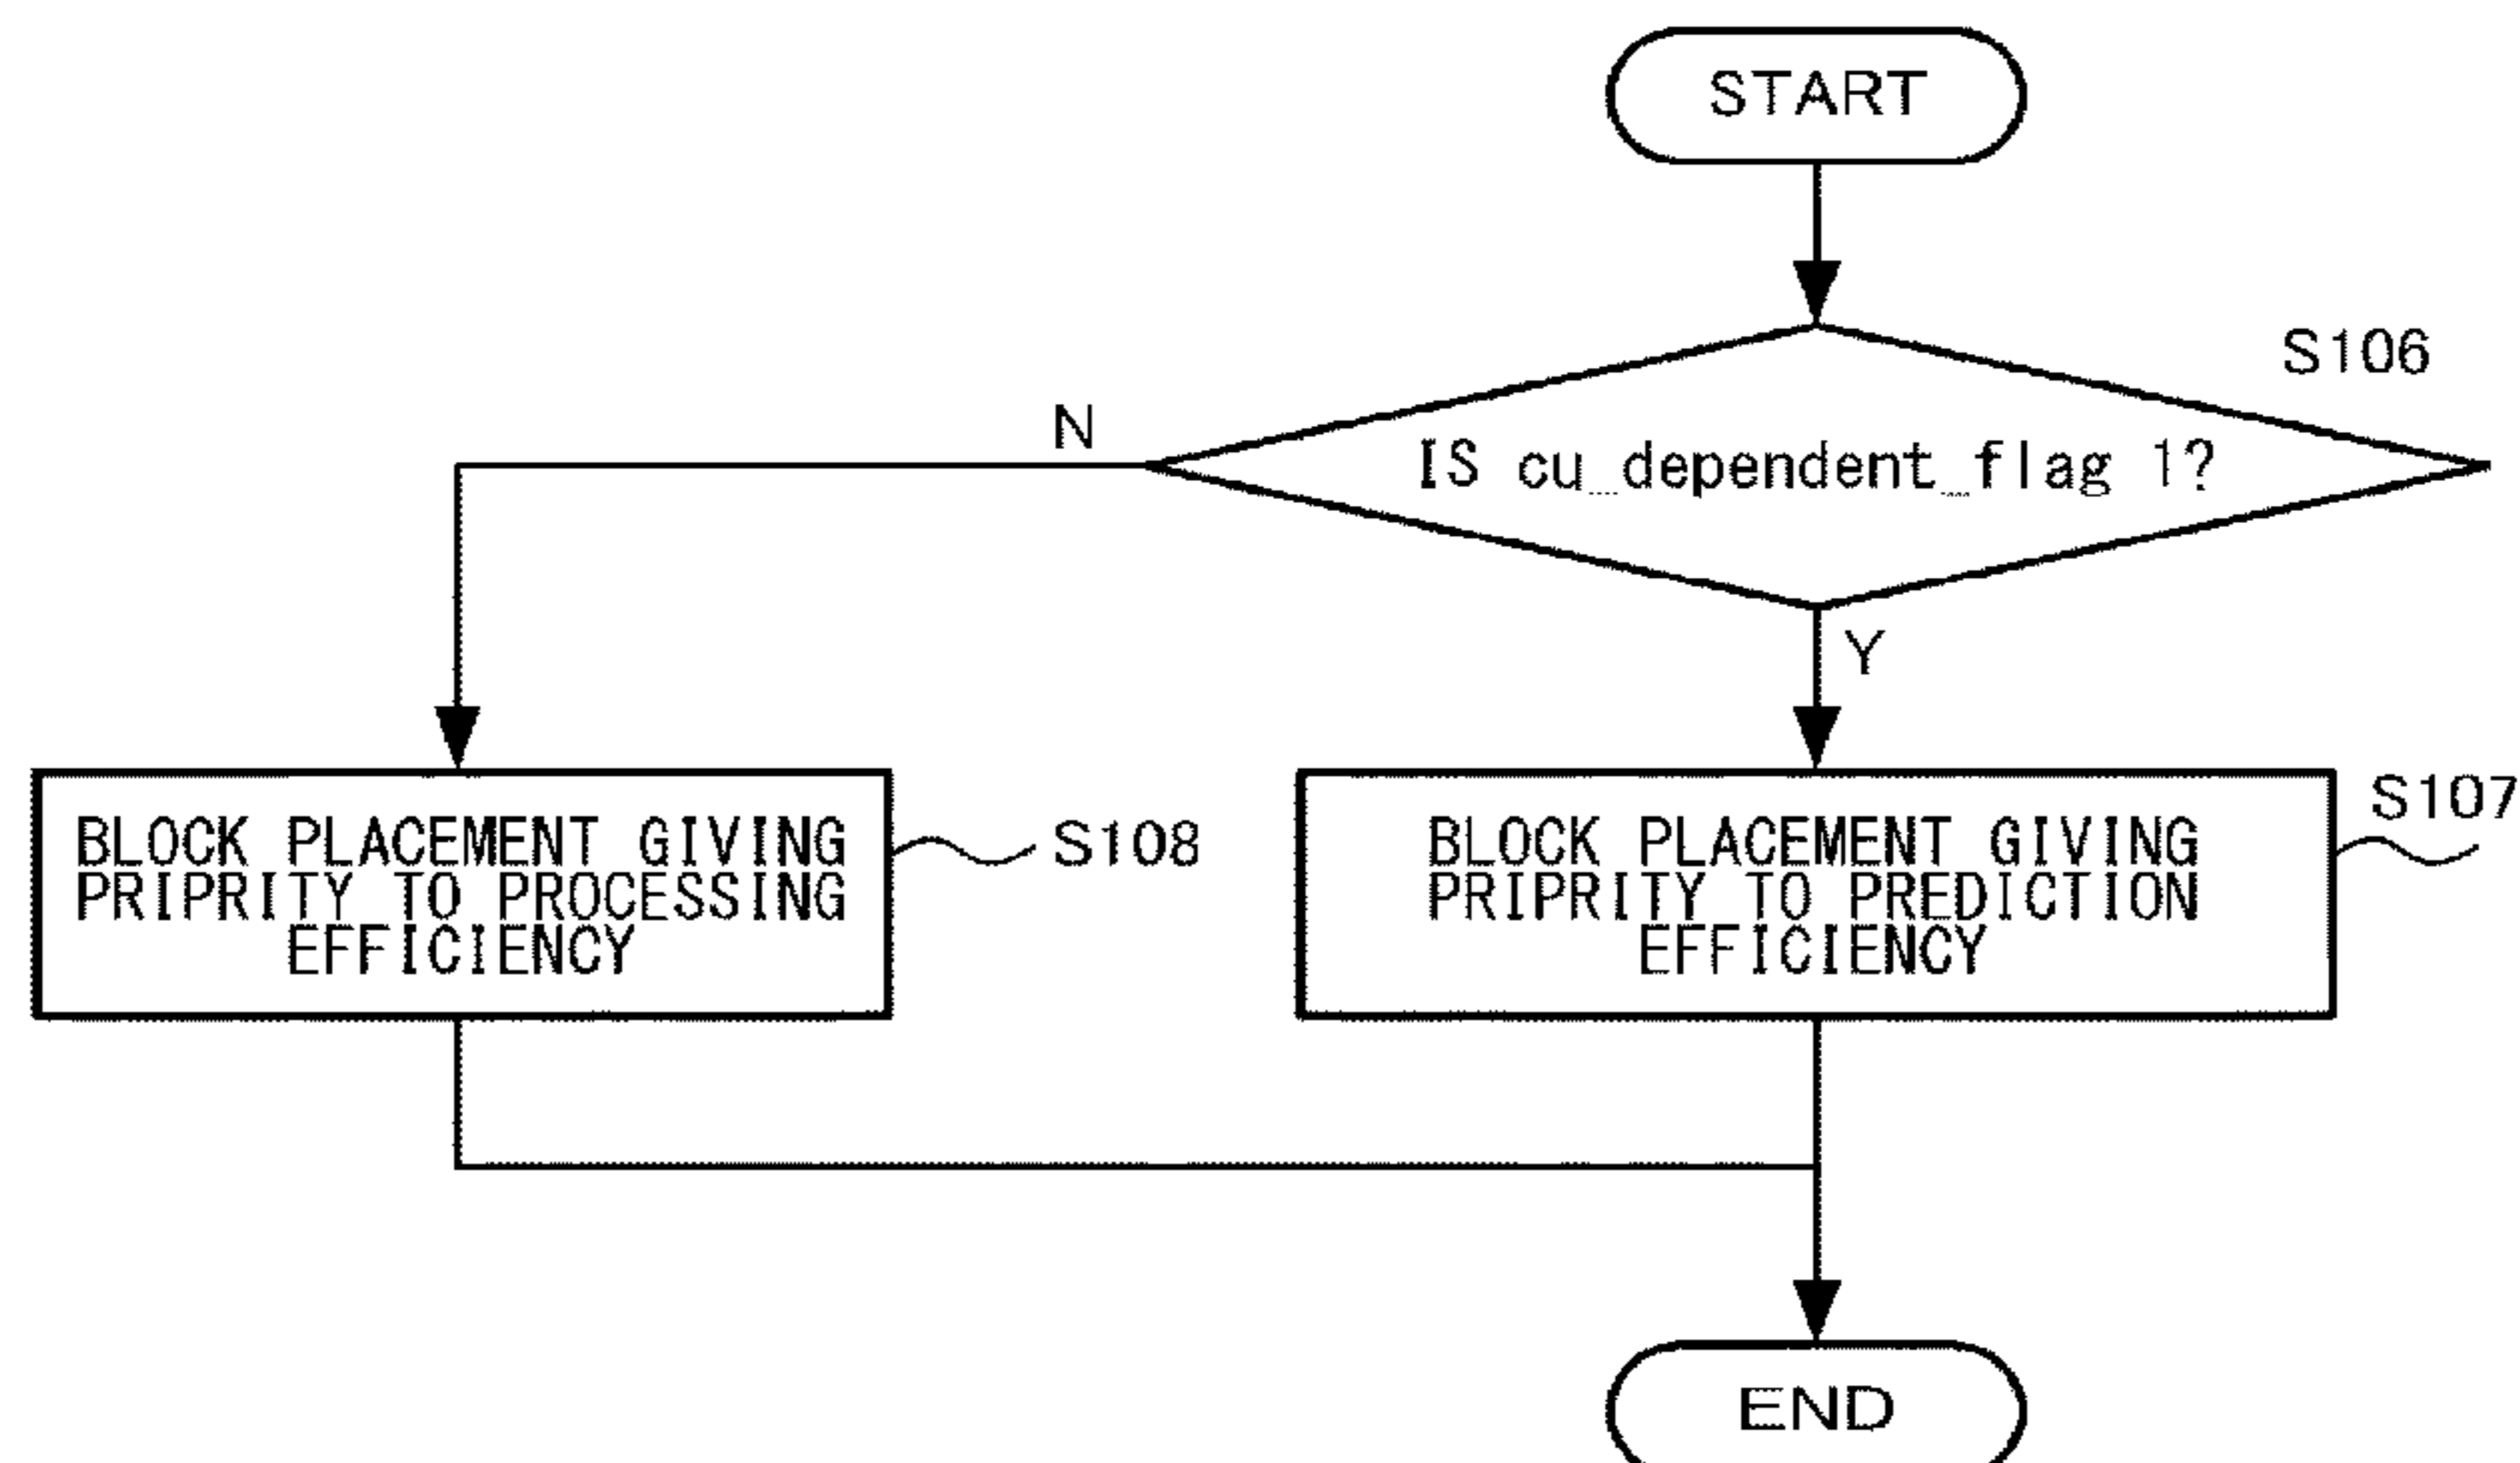 START
S106
N
IS cu_dependent_flag 1?
Y
BLOCK PLACEMENT GIVING
PRIPRITY TO PROCESSING
EFFICIENCY
S108
BLOCK PLACEMENT GIVING
PRIPRITY TO PREDICTION
EFFICIENCY
S107
END